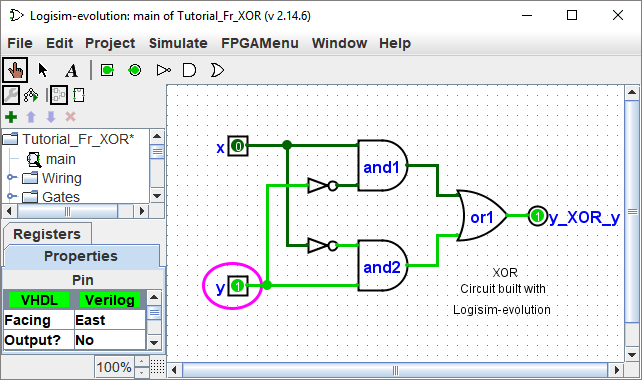 Logisim-evolution: main of Tutorial_Fr_XOR (v 2.14.6)
File Edit Project Simulate FPGAMenu Window Help
A
Tutorial_Fr_XOR*
main
Wiring
Gates
Registers
Properties
Pin
VHDL Verilog
Facing East
Output? No
100%
x 0
and1
or1
1 y_XOR_y
and2
y 1
XOR
Circuit built with
Logisim-evolution